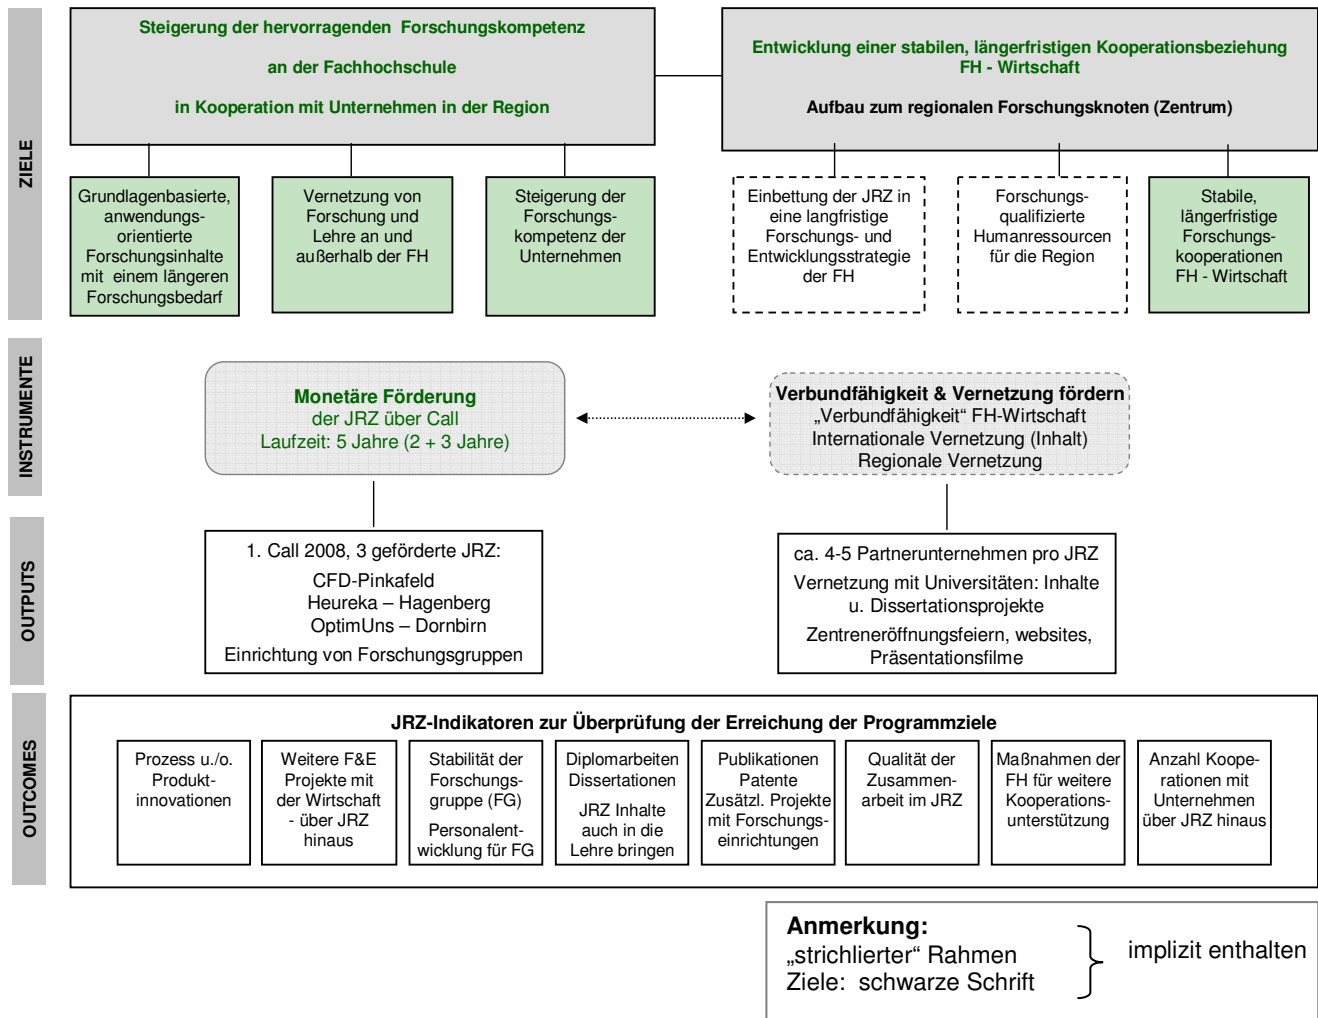 ZIELE
Steigerung der hervorragenden Forschungskompetenz
an der Fachhochschule
in Kooperation mit Unternehmen in der Region
Entwicklung einer stabilen, längerfristigen Kooperationsbeziehung
FH - Wirtschaft
Aufbau zum regionalen Forschungsknoten (Zentrum)
Grundlagenbasierte,
anwendungs-
orientierte
Forschungsinhalte
mit einem längeren
Forschungsbedarf
Vernetzung von
Forschung und
Lehre an und
außerhalb der FH
Steigerung der
Forschungs-
kompetenz der
Unternehmen
Einbettung der JRZ in
eine langfristige
Forschungs- und
Entwicklungsstrategie
der FH
Forschungs-
qualifizierte
Humanressourcen
für die Region
Stabile,
längerfristige
Forschungs-
kooperationen
FH - Wirtschaft
INSTRUMENTE
Monetäre Förderung
der JRZ über Call
Laufzeit: 5 Jahre (2 + 3 Jahre)
Verbundfähigkeit & Vernetzung fördern
„Verbundfähigkeit“ FH-Wirtschaft
Internationale Vernetzung (Inhalt)
Regionale Vernetzung
OUTPUTS
1. Call 2008, 3 geförderte JRZ:
CFD-Pinkafeld
Heureka – Hagenberg
OptimUns – Dornbirn
Einrichtung von Forschungsgruppen
ca. 4-5 Partnerunternehmen pro JRZ
Vernetzung mit Universitäten: Inhalte
u. Dissertationsprojekte
Zentreneröffnungsfeiern, websites,
Präsentationsfilme
OUTCOMES
JRZ-Indikatoren zur Überprüfung der Erreichung der Programmziele
Prozess u./o.
Produkt-
innovationen
Weitere F&E
Projekte mit
der Wirtschaft
- über JRZ
hinaus
Stabilität der
Forschungs-
gruppe (FG)
Personalent-
wicklung für FG
Diplomarbeiten
Dissertationen
JRZ Inhalte
auch in die
Lehre bringen
Publikationen
Patente
Zusätzl. Projekte
mit Forschungs-
einrichtungen
Qualität der
Zusammen-
arbeit im JRZ
Maßnahmen der
FH für weitere
Kooperations-
unterstützung
Anzahl Koope-
rationen mit
Unternehmen
über JRZ hinaus
Anmerkung:
„strichlierter“ Rahmen
Ziele: schwarze Schrift
implizit enthalten